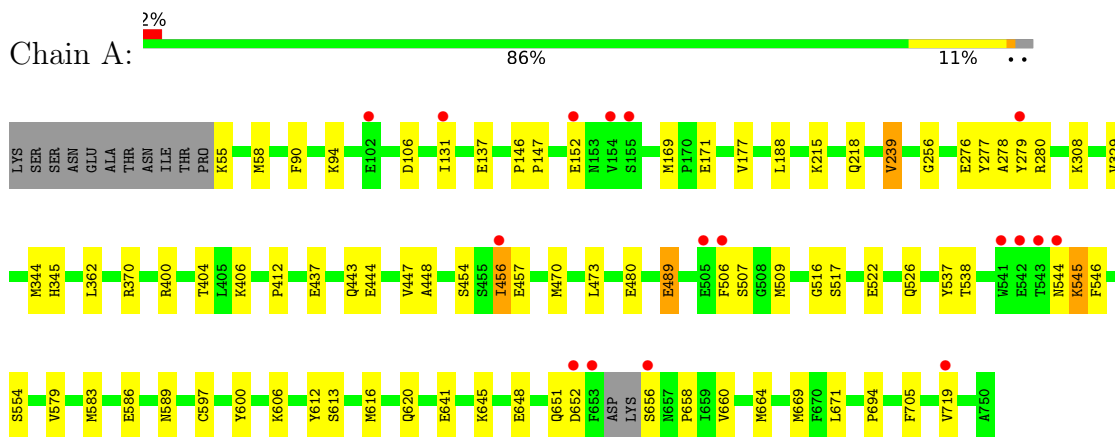 2%
Chain A:
86% 11% ••
LYS SER SER ASN GLU ALA THR ASN ILE THR PRO K55 M58 F90 K94 E102 D106 I131 E137 P146 P147 E152 N153 V154 S155 M169 P170 E171 V177 L188 K215 Q218 V239 G256 E276 Y277 A278 Y279 R280 K308
M344 H345 L362 R370 R400 T404 L405 K406 P412 E437 Q443 E444 V447 A448 S454 S455 I456 E457 M470 L473 E480 E489 E505 F506 S507 G508 M509 G516 S517 E522 Q526 Y537 T538 W541 E542 T543 N544 K545 F546
S554 V579 M583 E586 N589 C597 Y600 K606 Y612 S613 M616 Q620 E641 K645 E648 Q651 D652 F653 ASP LYS S656 N657 P658 I659 V660 M664 M669 F670 L671 P694 F705 V719 A750